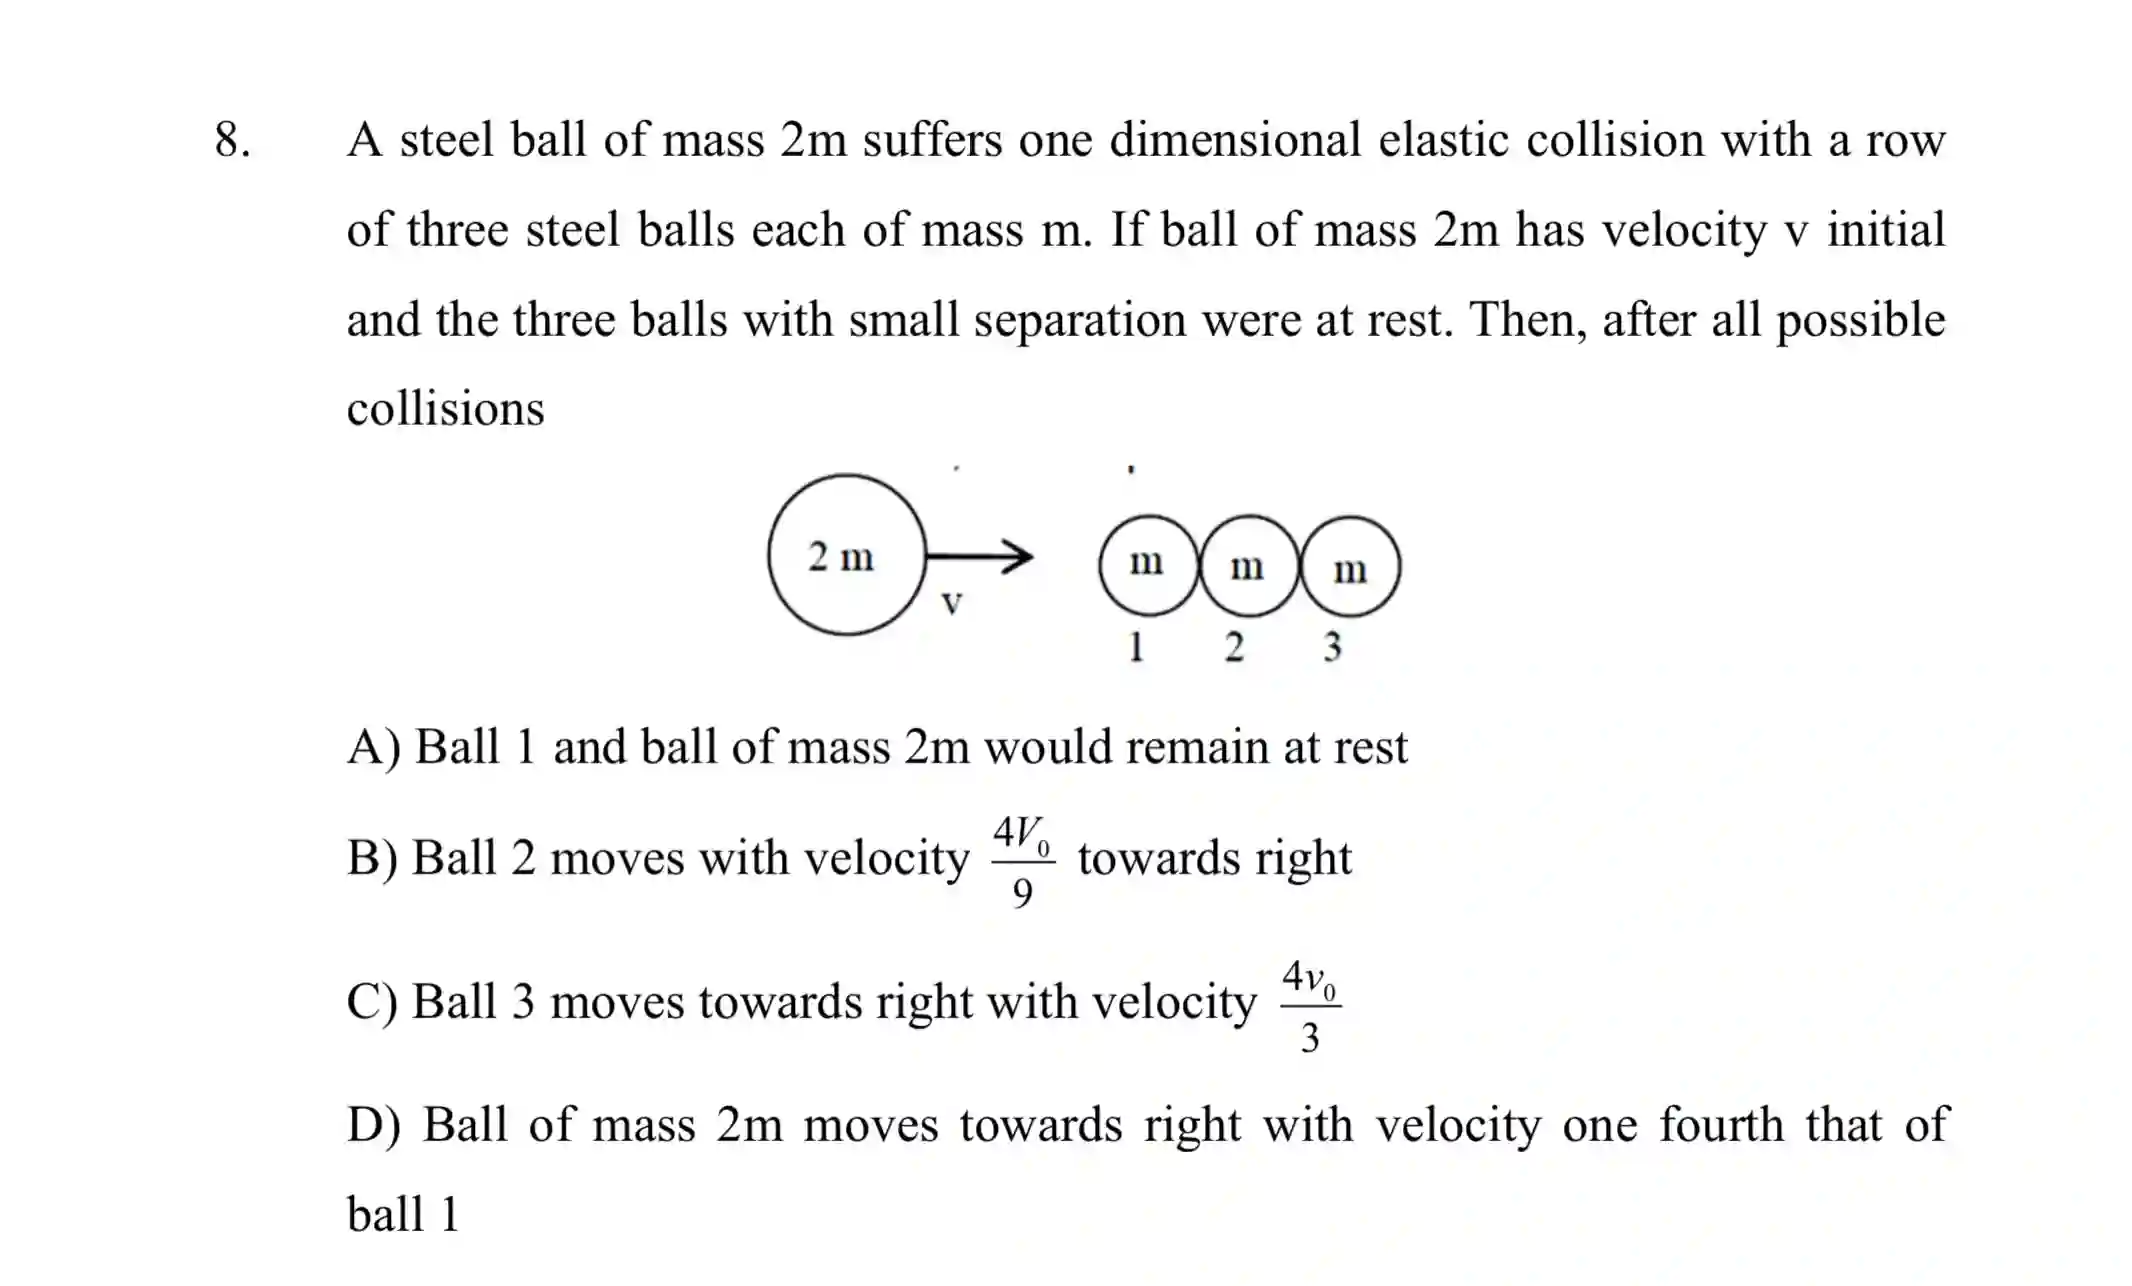 8. A steel ball of mass 2m suffers one dimensional elastic collision with a row
of three steel balls each of mass m. If ball of mass 2m has velocity v initial
and the three balls with small separation were at rest. Then, after all possible
collisions
2 m
v
m m m
1 2 3
A) Ball 1 and ball of mass 2m would remain at rest
B) Ball 2 moves with velocity 4V₀/9 towards right
C) Ball 3 moves towards right with velocity 4v₀/3
D) Ball of mass 2m moves towards right with velocity one fourth that of
ball 1